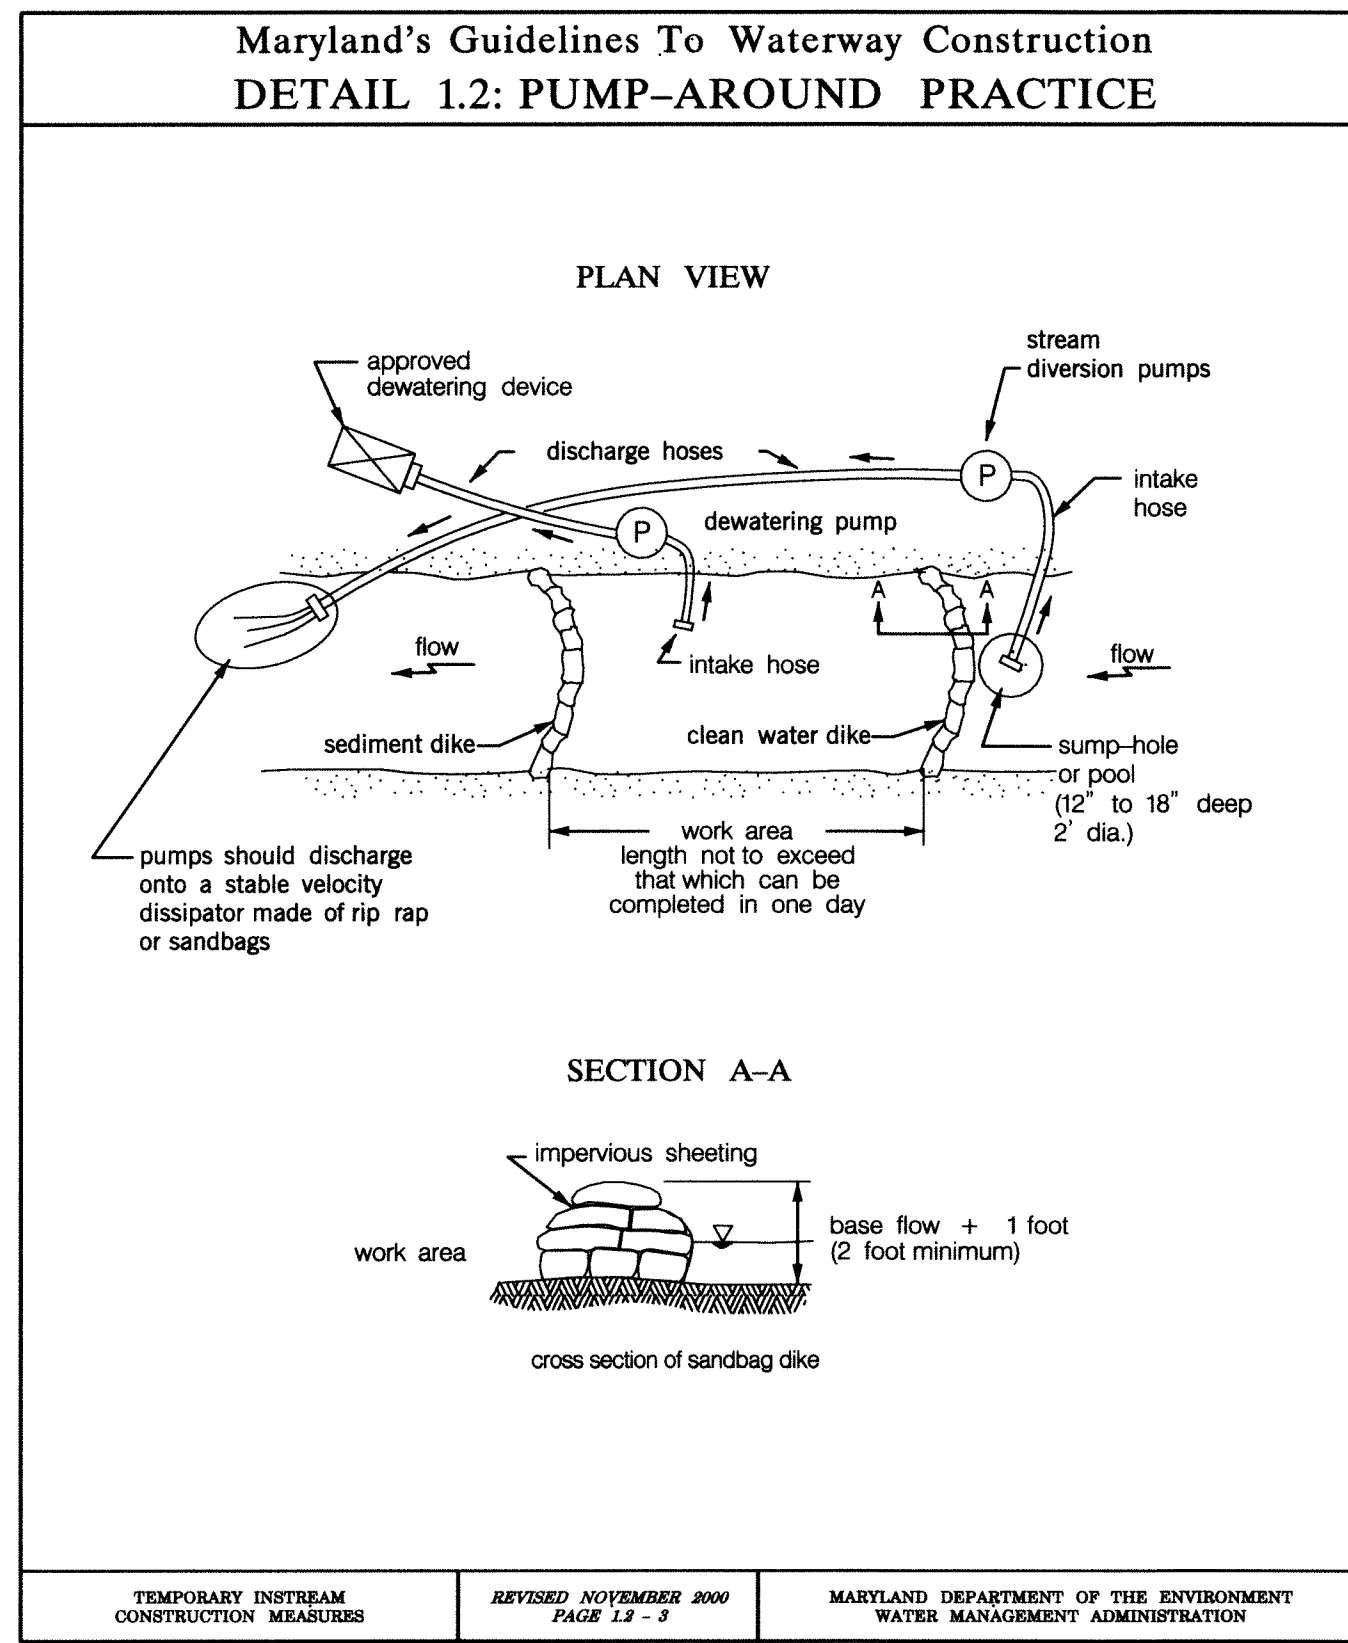 Maryland's Guidelines To Waterway Construction
DETAIL 1.2: PUMP–AROUND PRACTICE
PLAN VIEW
stream
diversion pumps
approved
dewatering device
discharge hoses
P
intake
hose
P
dewatering pump
A
A
flow
intake hose
flow
sediment dike
clean water dike
sump–hole
or pool
(12" to 18" deep
2' dia.)
work area
length not to exceed
that which can be
completed in one day
pumps should discharge
onto a stable velocity
dissipator made of rip rap
or sandbags
SECTION A–A
impervious sheeting
work area
base flow + 1 foot
(2 foot minimum)
cross section of sandbag dike
TEMPORARY INSTREAM
CONSTRUCTION MEASURES
REVISED NOVEMBER 2000
PAGE 1.2 - 3
MARYLAND DEPARTMENT OF THE ENVIRONMENT
WATER MANAGEMENT ADMINISTRATION